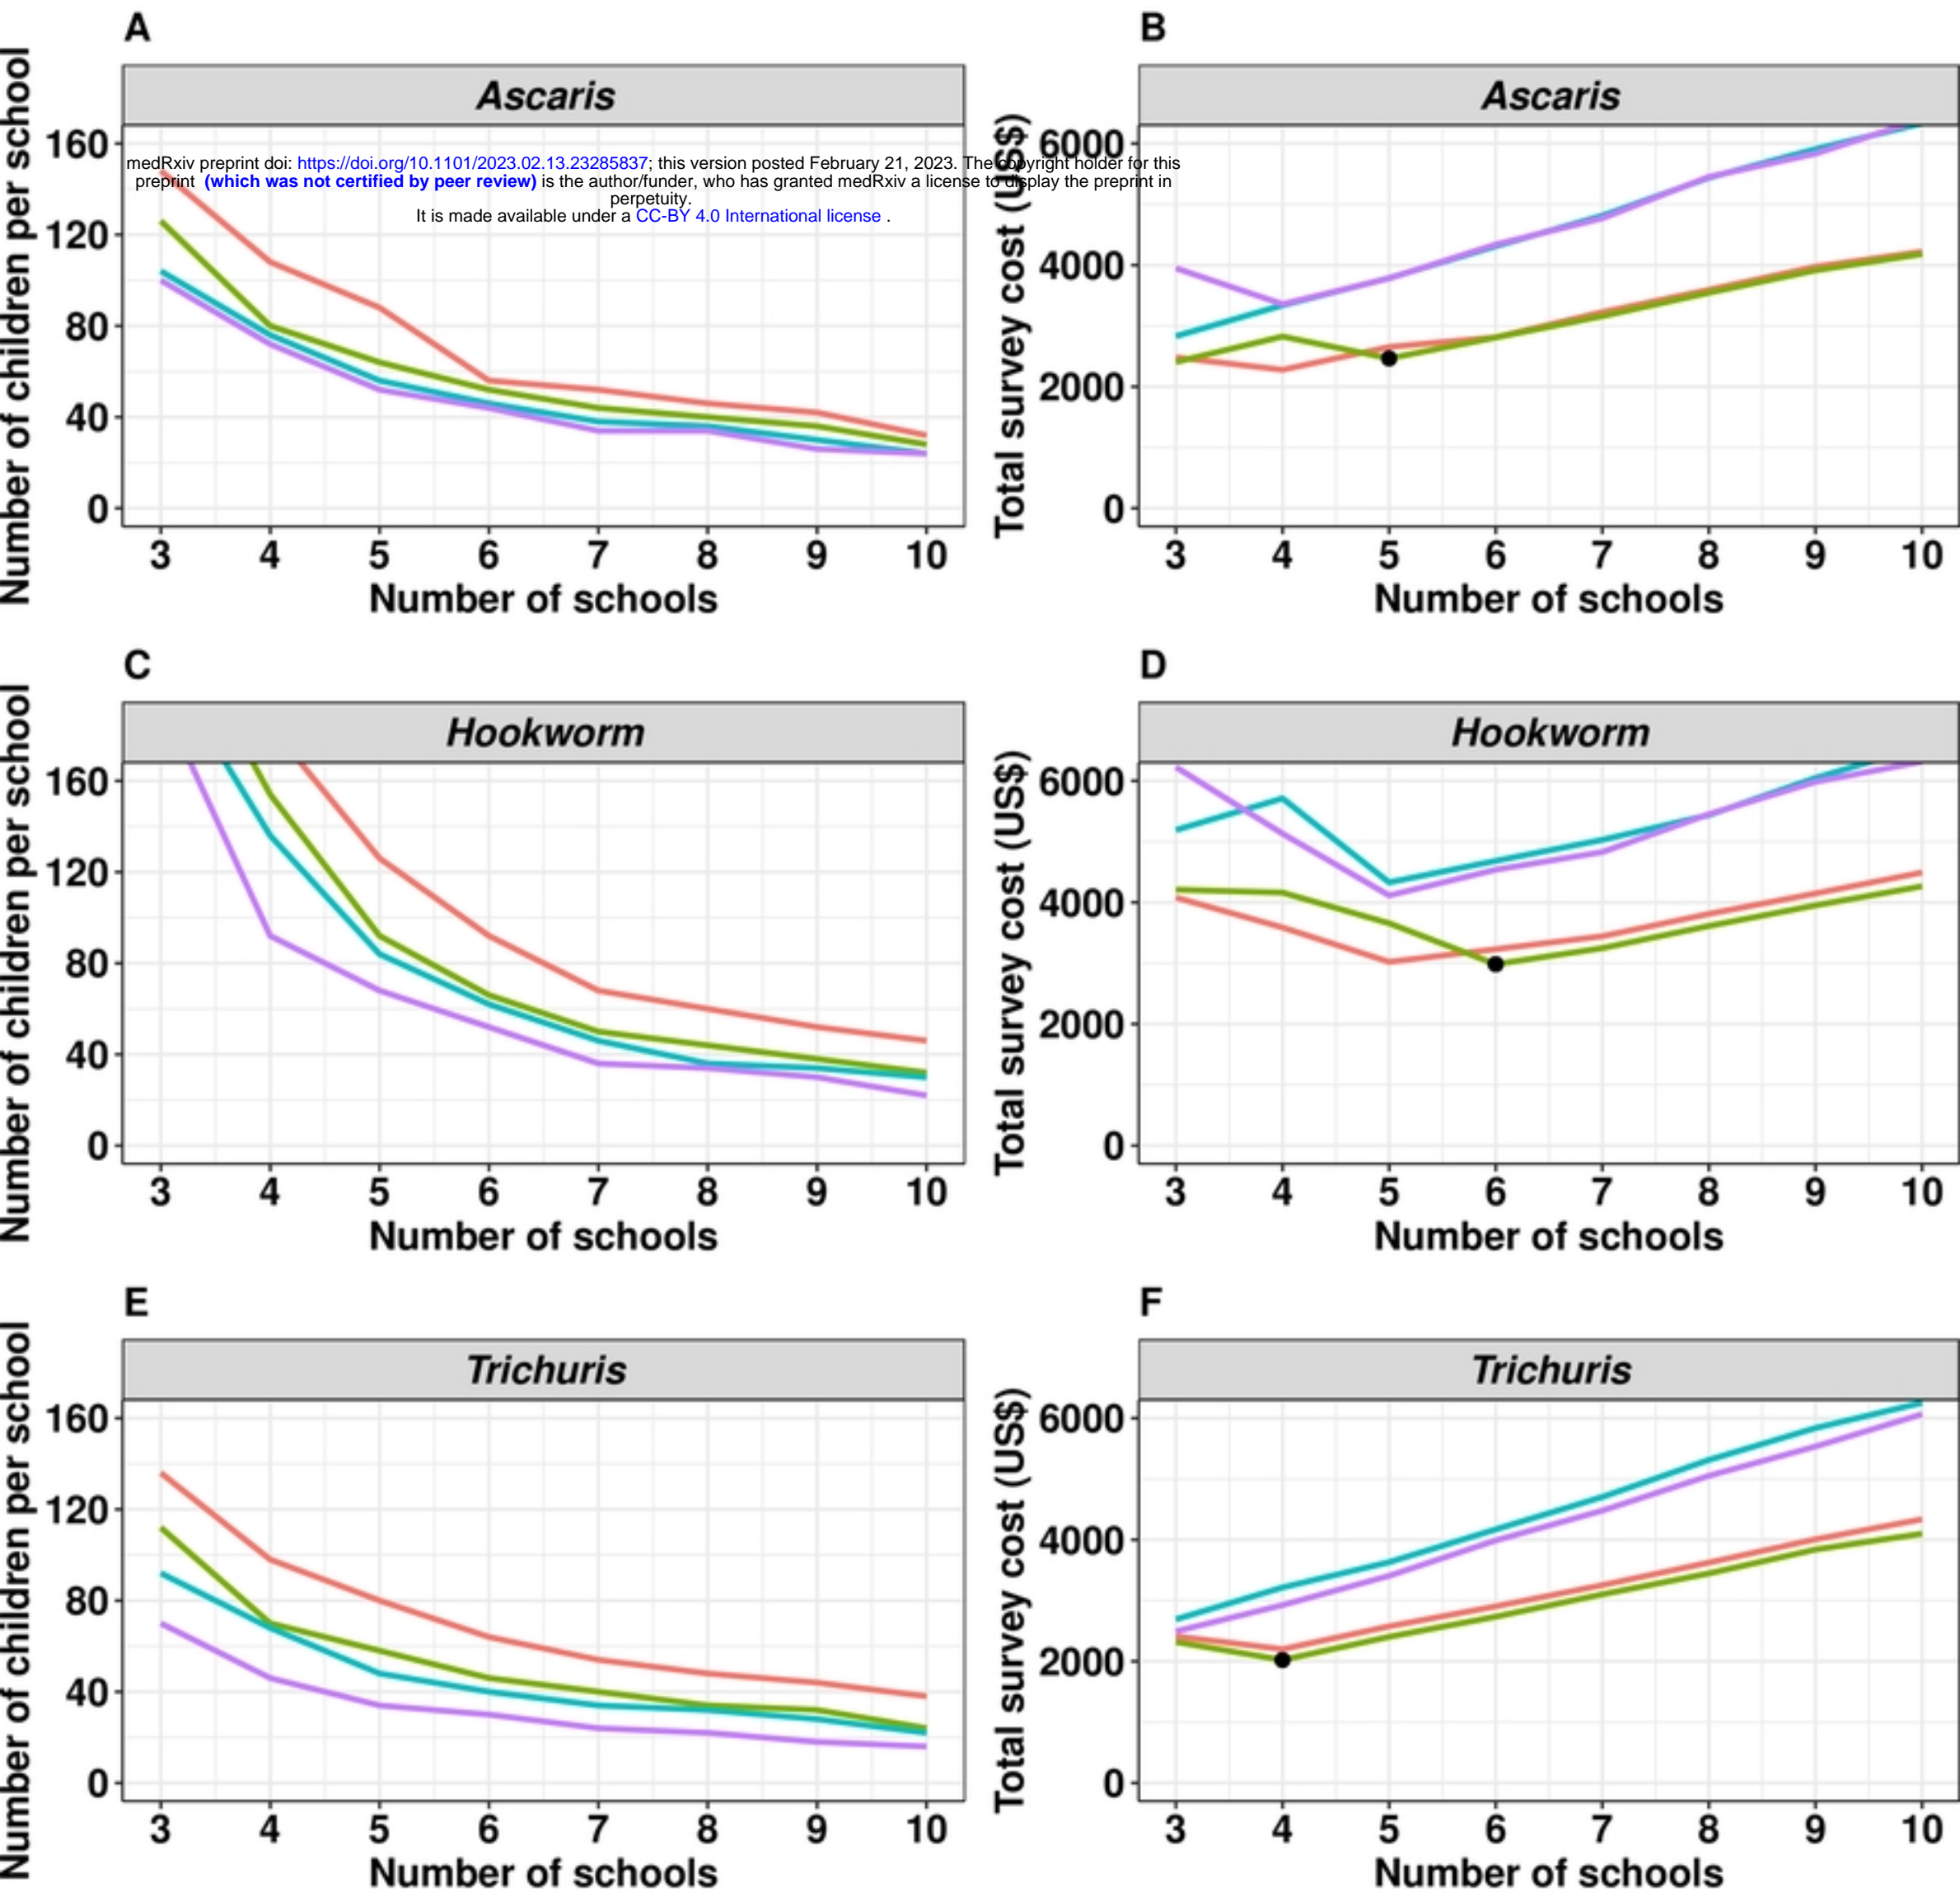 A
B
Ascaris
Ascaris
Number of children per school
160
120
80
40
0
medRxiv preprint doi: https://doi.org/10.1101/2023.02.13.23285837; this version posted February 21, 2023. The copyright holder for this
preprint (which was not certified by peer review) is the author/funder, who has granted medRxiv a license to display the preprint in
perpetuity.
It is made available under a CC-BY 4.0 International license .
3 4 5 6 7 8 9 10
Number of schools
Total survey cost (US$)
6000
4000
2000
0
3 4 5 6 7 8 9 10
Number of schools
C
D
Hookworm
Hookworm
Number of children per school
160
120
80
40
0
3 4 5 6 7 8 9 10
Number of schools
Total survey cost (US$)
6000
4000
2000
0
3 4 5 6 7 8 9 10
Number of schools
E
F
Trichuris
Trichuris
Number of children per school
160
120
80
40
0
3 4 5 6 7 8 9 10
Number of schools
Total survey cost (US$)
6000
4000
2000
0
3 4 5 6 7 8 9 10
Number of schools